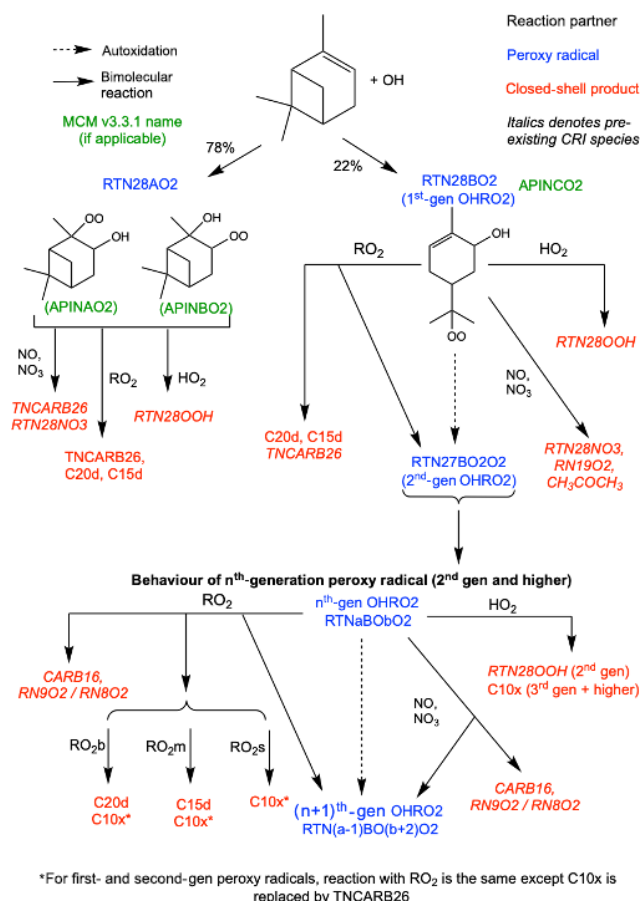 Reaction partner
Autoxidation
+ OH
Peroxy radical
Bimolecular
reaction
Closed-shell product
MCM v3.3.1 name
(if applicable)
Italics denotes pre-
existing CRI species
78%
22%
RTN28AO2
RTN28BO2
APINCO2
(1st-gen OHRO2)
OO
OH
OH
OO
OH
RO2
HO2
(APINAO2)
(APINBO2)
OO
NO,
NO3
RO2
HO2
RTN28OOH
NO,
NO3
TNCARB26
RTN28NO3
RTN28OOH
C20d, C15d
TNCARB26
RTN28NO3,
RN19O2,
CH3COCH3
TNCARB26,
C20d, C15d
RTN27BO2O2
(2nd-gen OHRO2)
Behaviour of nth-generation peroxy radical (2nd gen and higher)
RO2
nth-gen OHRO2
RTNaBObO2
HO2
CARB16,
RN9O2 / RN8O2
RTN28OOH (2nd gen)
C10x (3rd gen + higher)
NO,
NO3
RO2b
RO2m
RO2s
C20d
C10x*
C15d
C10x*
C10x*
(n+1)th-gen OHRO2
RTN(a-1)BO(b+2)O2
CARB16,
RN9O2 / RN8O2
*For first- and second-gen peroxy radicals, reaction with RO2 is the same except C10x is
replaced by TNCARB26